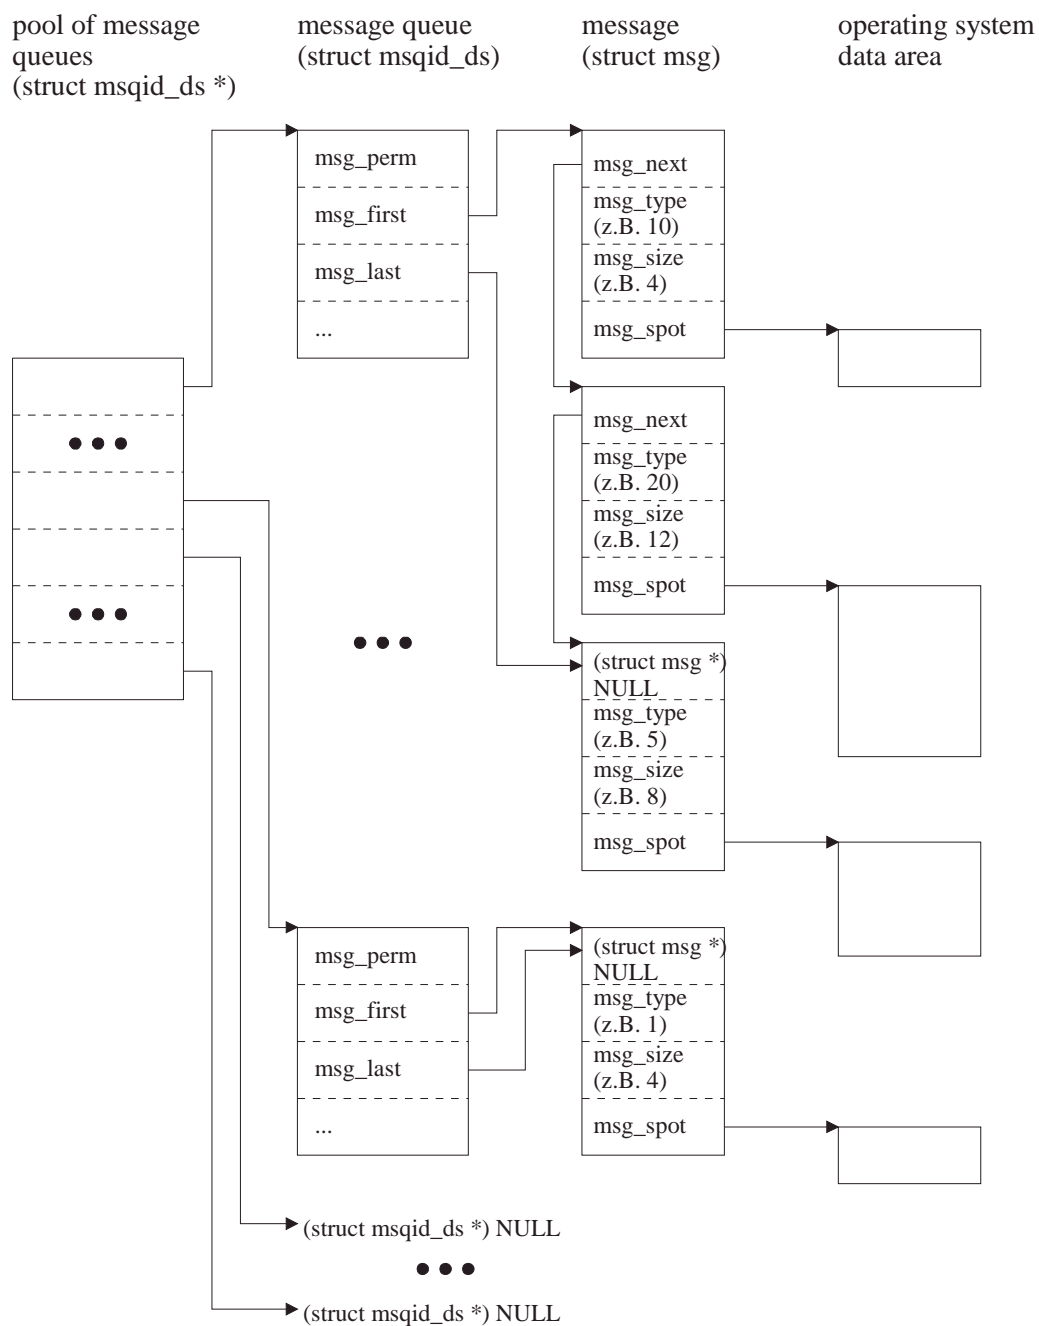 pool of message
queues
(struct msqid_ds *)
message queue
(struct msqid_ds)
message
(struct msg)
operating system
data area
msg_perm
msg_first
msg_last
...
msg_next
msg_type
(z.B. 10)
msg_size
(z.B. 4)
msg_spot
msg_next
msg_type
(z.B. 20)
msg_size
(z.B. 12)
msg_spot
(struct msg *)
NULL
msg_type
(z.B. 5)
msg_size
(z.B. 8)
msg_spot
msg_perm
msg_first
msg_last
...
(struct msg *)
NULL
msg_type
(z.B. 1)
msg_size
(z.B. 4)
msg_spot
(struct msqid_ds *) NULL
(struct msqid_ds *) NULL